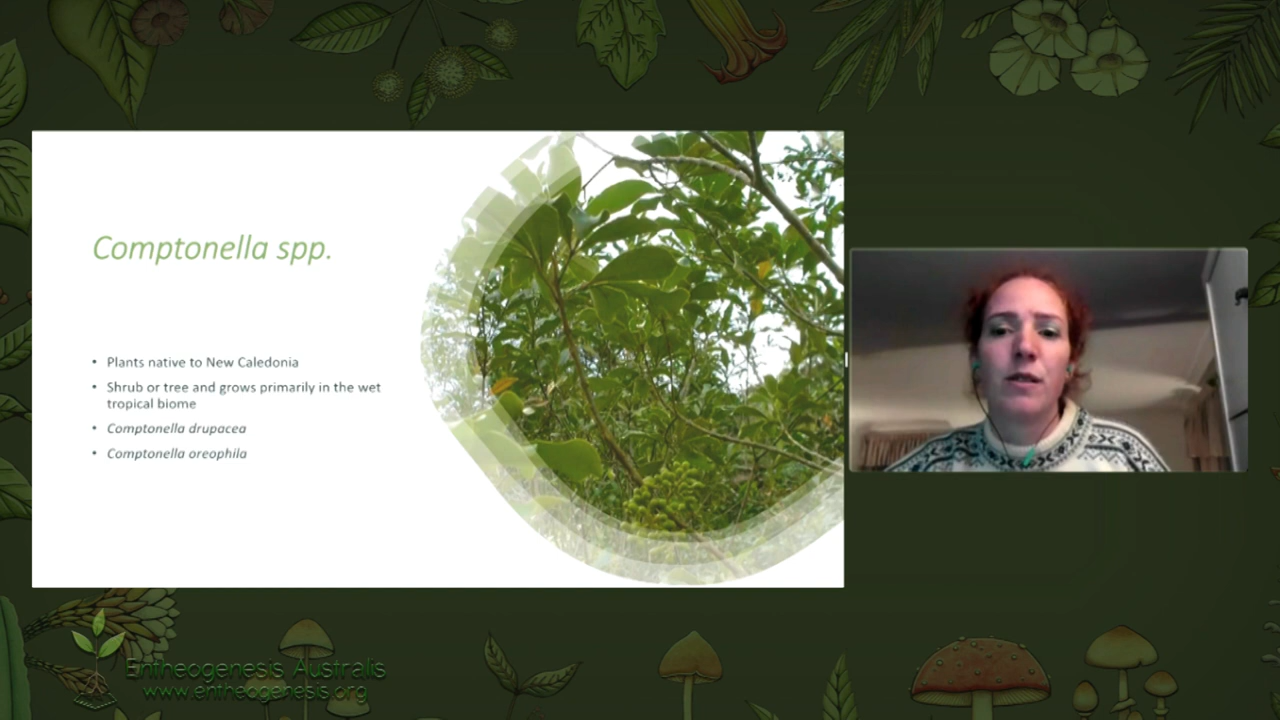 Comptonella spp.
• Plants native to New Caledonia
• Shrub or tree and grows primarily in the wet
tropical biome
• Comptonella drupacea
• Comptonella oreophila
Entheogenesis Australis
www.entheogenesis.org